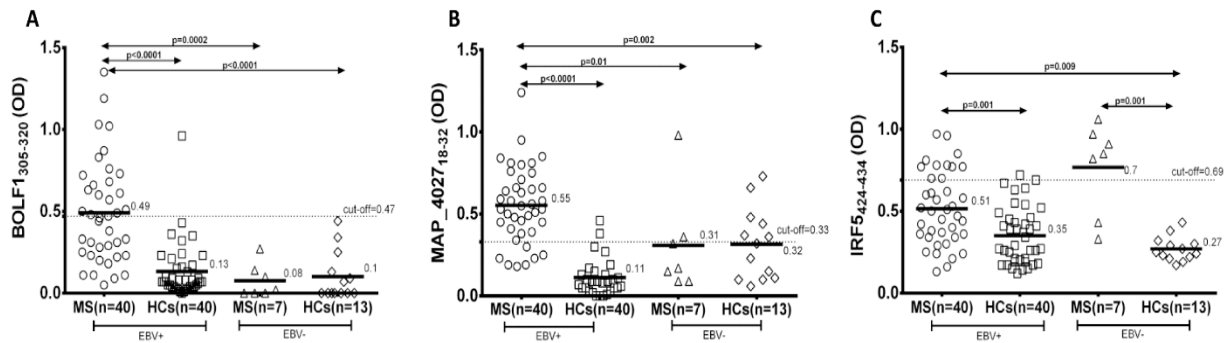 A
p=0.0002
p<0.0001
p<0.0001
1.5
1.0
0.5
0.0
BOLF1305-320 (OD)
0.49
0.13
0.08
0.1
cut-off=0.47
MS(n=40) HCs(n=40) MS(n=7) HCs(n=13)
EBV+ EBV-
B
p=0.002
p=0.01
p<0.0001
1.5
1.0
0.5
0.0
MAP_402718-32 (OD)
0.55
0.11
0.31
cut-off=0.33
0.32
MS(n=40) HCs(n=40) MS(n=7) HCs(n=13)
EBV+ EBV-
C
p=0.009
p=0.001
p=0.001
1.5
1.0
0.5
0.0
IRF5424-434 (OD)
cut-off=0.69
0.7
0.51
0.35
0.27
MS(n=40) HCs(n=40) MS(n=7) HCs(n=13)
EBV+ EBV-